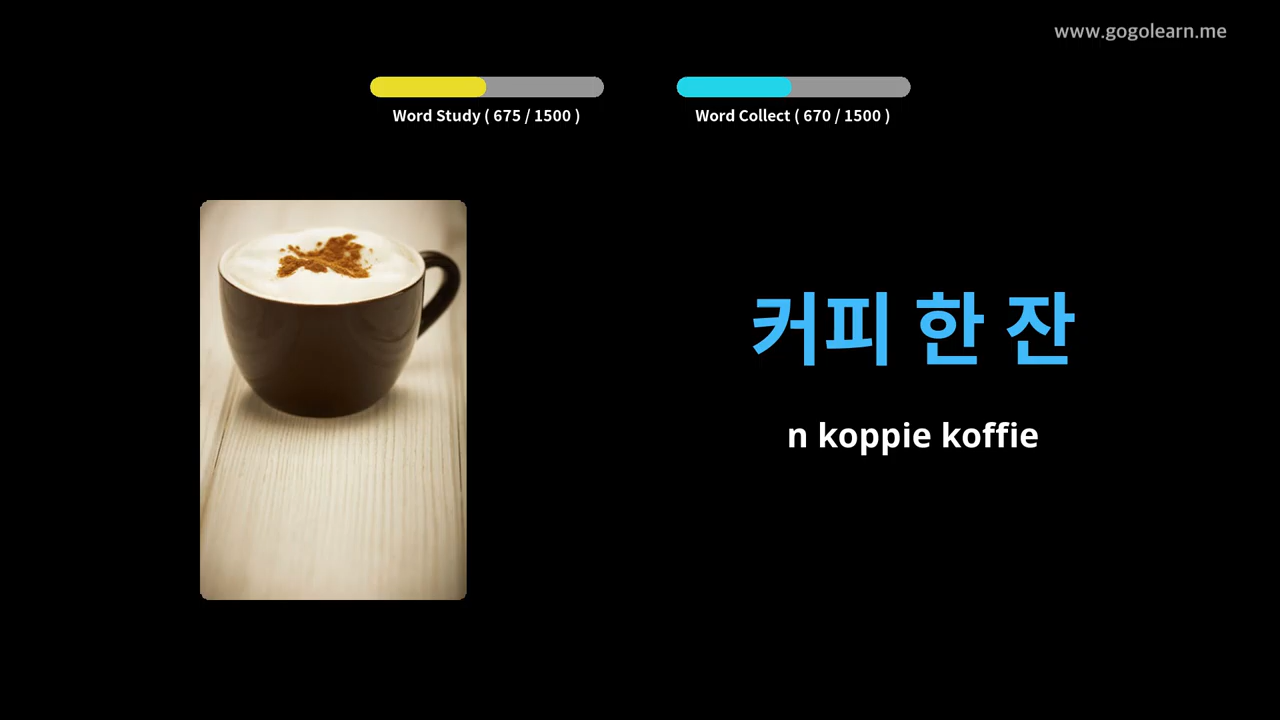 www.gogolearn.me
Word Study ( 675 / 1500 )
Word Collect ( 670 / 1500 )
커피 한 잔
n koppie koffie